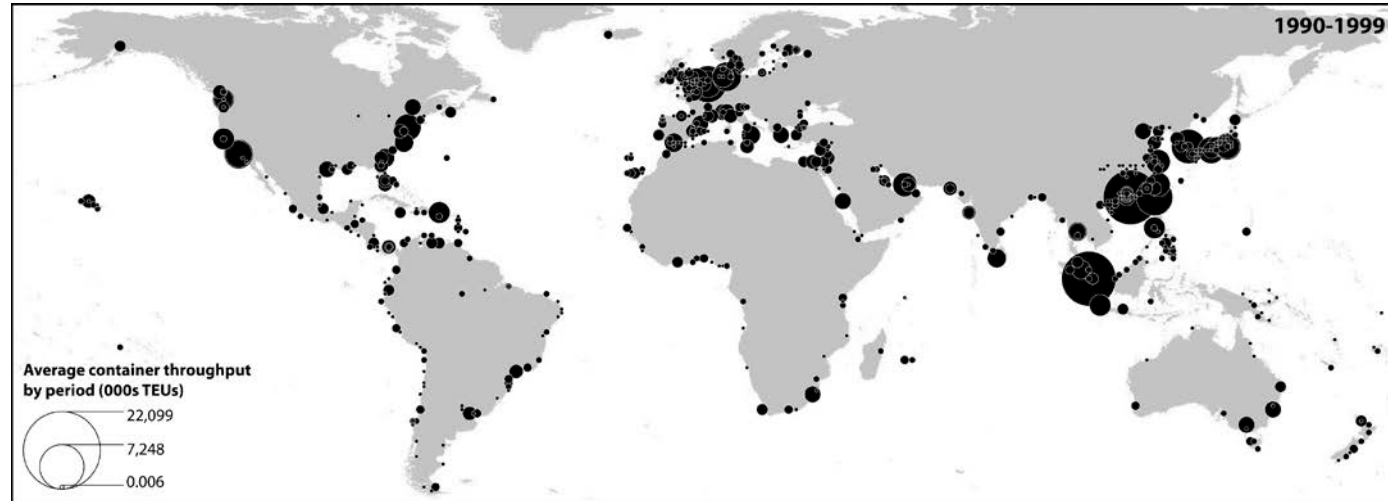 1990-1999
Average container throughput
by period (000s TEUs)
22,099
7,248
0.006